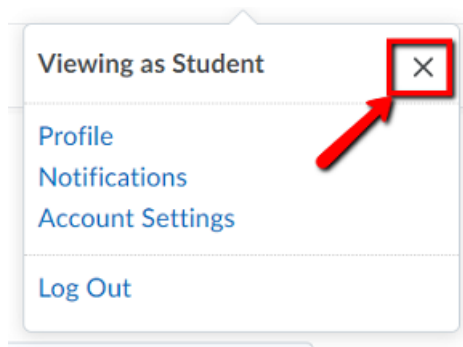 Viewing as Student
Profile
Notifications
Account Settings
Log Out